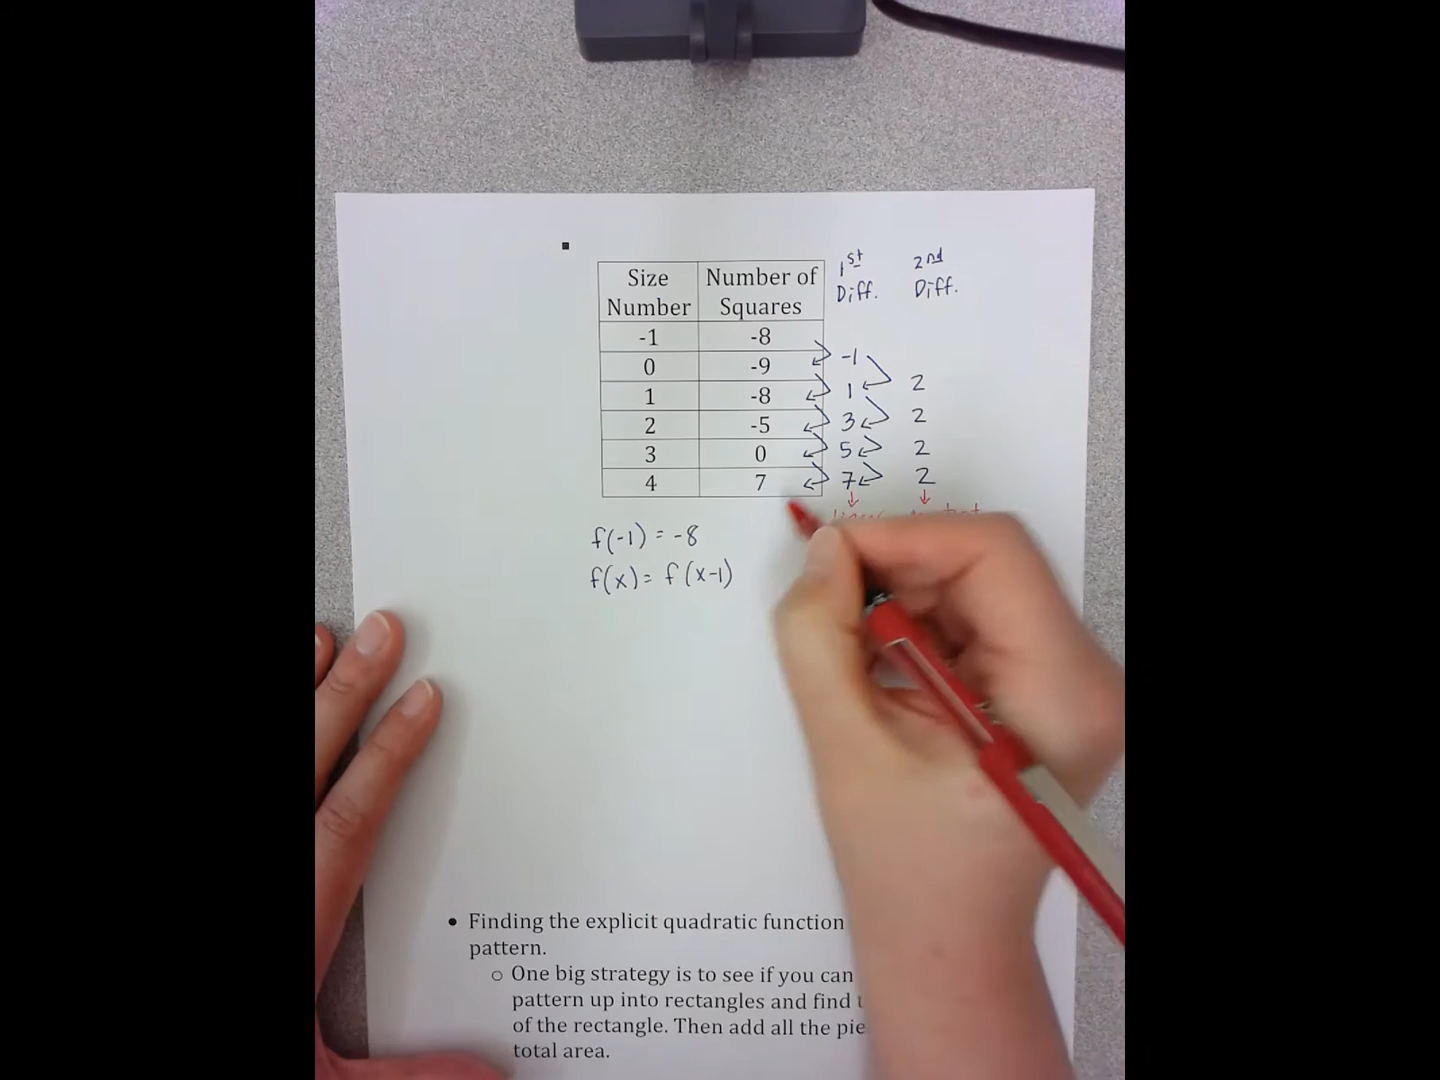 1st 2nd
Diff. Diff.
Size Number of
Number Squares
-1 -8
-1
0 -9
1 2
1 -8
3 2
2 -5
5 2
3 0
7 2
4 7
f(-1) = -8
f(x) = f(x-1)
• Finding the explicit quadratic function
pattern.
o One big strategy is to see if you can
pattern up into rectangles and find
of the rectangle. Then add all the
total area.